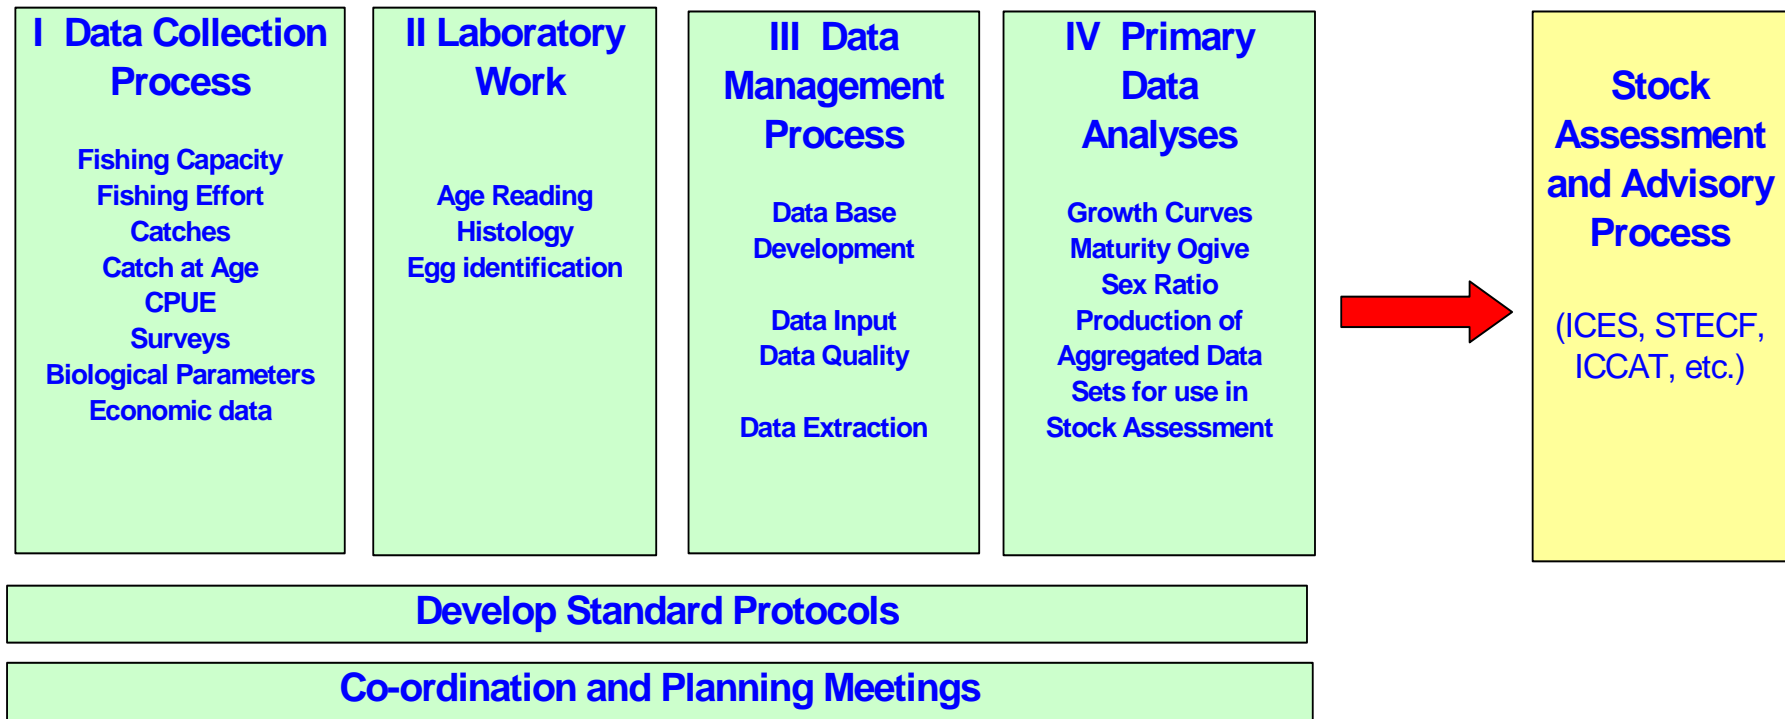 I Data Collection
Process
Fishing Capacity
Fishing Effort
Catches
Catch at Age
CPUE
Surveys
Biological Parameters
Economic data
II Laboratory
Work
Age Reading
Histology
Egg identification
III Data
Management
Process
Data Base
Development
Data Input
Data Quality
Data Extraction
IV Primary
Data
Analyses
Growth Curves
Maturity Ogive
Sex Ratio
Production of
Aggregated Data
Sets for use in
Stock Assessment
Stock
Assessment
and Advisory
Process
(ICES, STECF,
ICCAT, etc.)
Develop Standard Protocols
Co-ordination and Planning Meetings